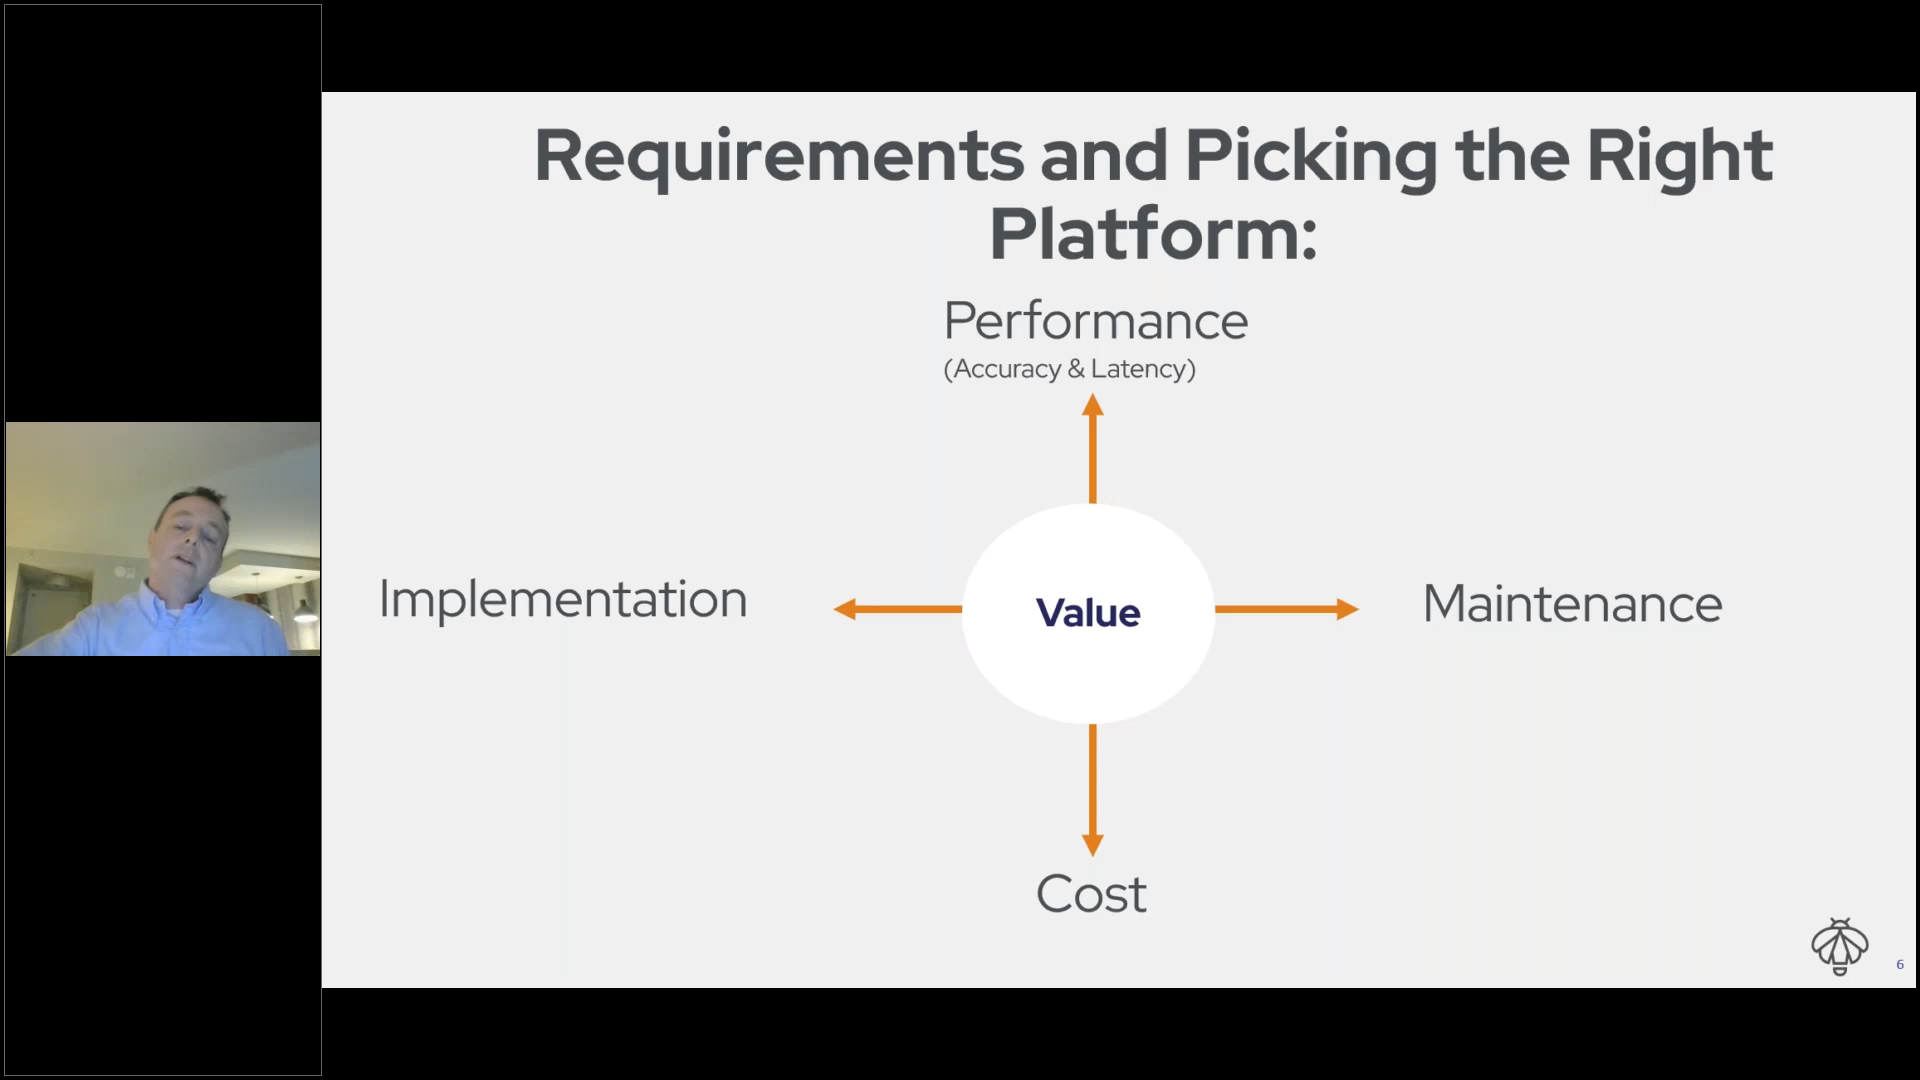 Requirements and Picking the Right
Platform:
Performance
(Accuracy & Latency)
Implementation
Value
Maintenance
Cost
6